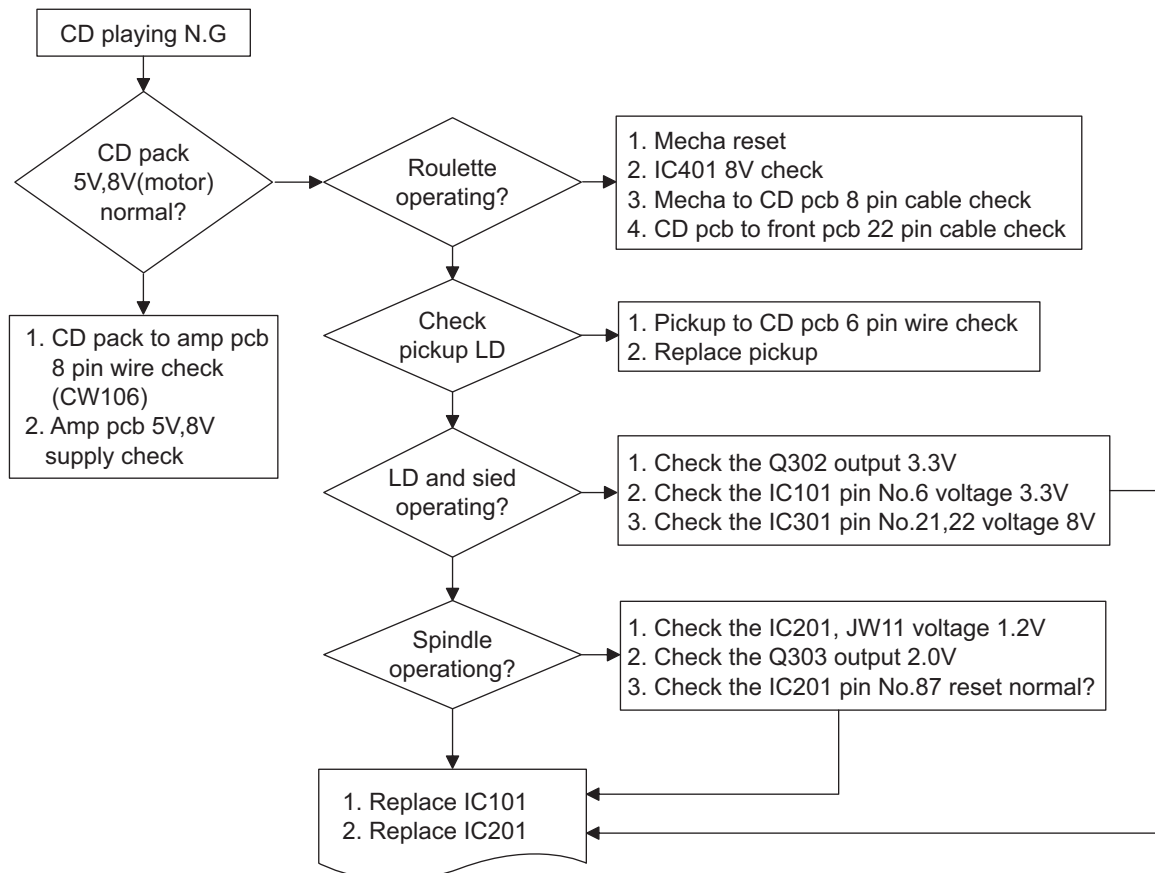 CD playing N.G
CD pack
5V,8V(motor)
normal?
1. CD pack to amp pcb
8 pin wire check
(CW106)
2. Amp pcb 5V,8V
supply check
Roulette
operating?
1. Mecha reset
2. IC401 8V check
3. Mecha to CD pcb 8 pin cable check
4. CD pcb to front pcb 22 pin cable check
Check
pickup LD
1. Pickup to CD pcb 6 pin wire check
2. Replace pickup
LD and sied
operating?
1. Check the Q302 output 3.3V
2. Check the IC101 pin No.6 voltage 3.3V
3. Check the IC301 pin No.21,22 voltage 8V
Spindle
operationg?
1. Check the IC201, JW11 voltage 1.2V
2. Check the Q303 output 2.0V
3. Check the IC201 pin No.87 reset normal?
1. Replace IC101
2. Replace IC201